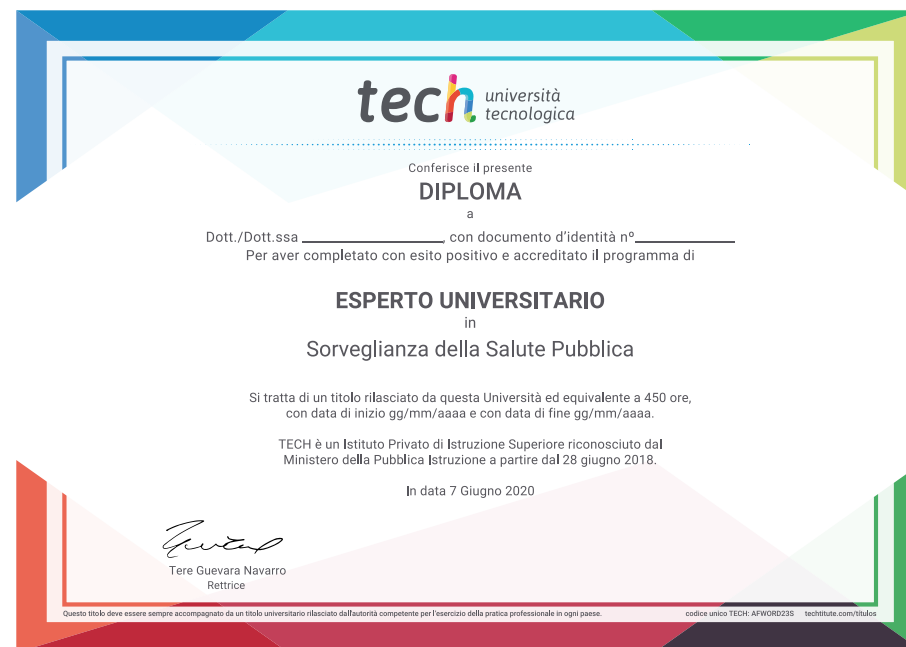 tech università
tecnologica
Conferisce il presente
DIPLOMA
a
Dott./Dott.ssa ____________________, con documento d'identità nº______________
Per aver completato con esito positivo e accreditato il programma di
ESPERTO UNIVERSITARIO
in
Sorveglianza della Salute Pubblica
Si tratta di un titolo rilasciato da questa Università ed equivalente a 450 ore,
con data di inizio gg/mm/aaaa e con data di fine gg/mm/aaaa.
TECH è un Istituto Privato di Istruzione Superiore riconosciuto dal
Ministero della Pubblica Istruzione a partire dal 28 giugno 2018.
In data 7 Giugno 2020
Tere Guevara Navarro
Rettrice
Questo titolo deve essere sempre accompagnato da un titolo universitario rilasciato dall'autorità competente per l'esercizio della pratica professionale in ogni paese. codice unico TECH: AFWORD23S techtitute.com/titulos